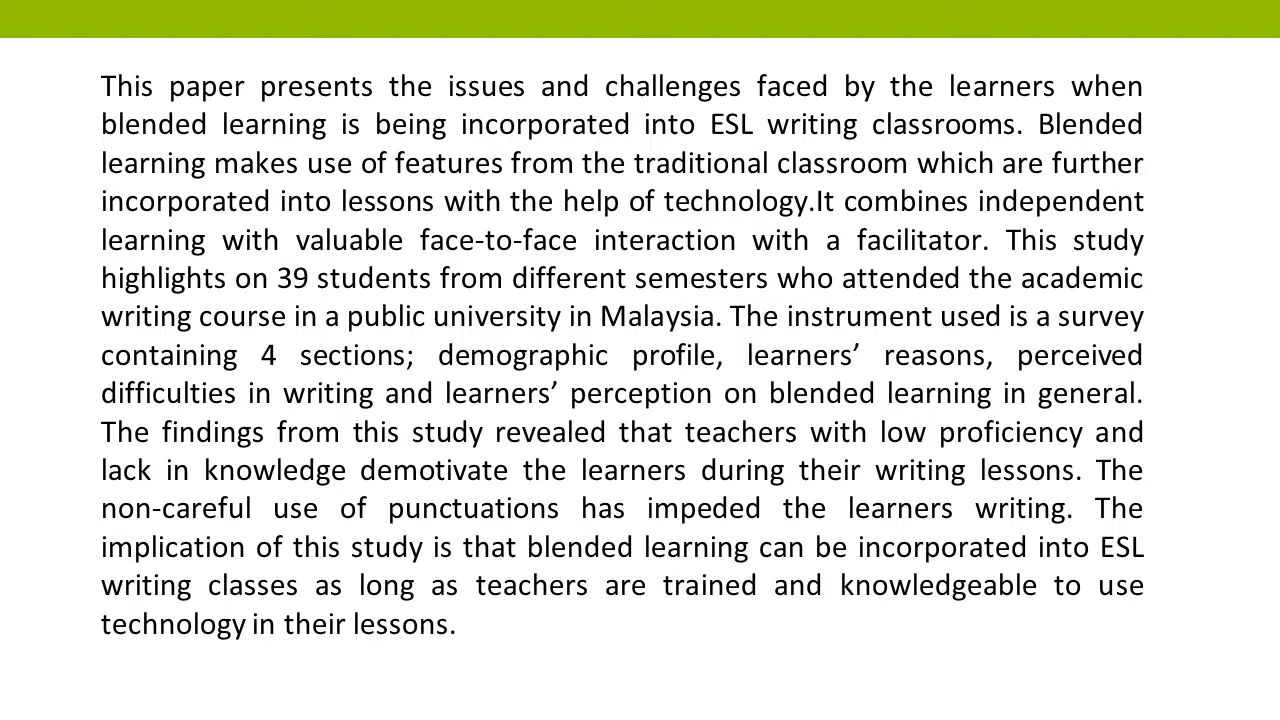 This paper presents the issues and challenges faced by the learners when
blended learning is being incorporated into ESL writing classrooms. Blended
learning makes use of features from the traditional classroom which are further
incorporated into lessons with the help of technology.It combines independent
learning with valuable face-to-face interaction with a facilitator. This study
highlights on 39 students from different semesters who attended the academic
writing course in a public university in Malaysia. The instrument used is a survey
containing 4 sections; demographic profile, learners’ reasons, perceived
difficulties in writing and learners’ perception on blended learning in general.
The findings from this study revealed that teachers with low proficiency and
lack in knowledge demotivate the learners during their writing lessons. The
non-careful use of punctuations has impeded the learners writing. The
implication of this study is that blended learning can be incorporated into ESL
writing classes as long as teachers are trained and knowledgeable to use
technology in their lessons.